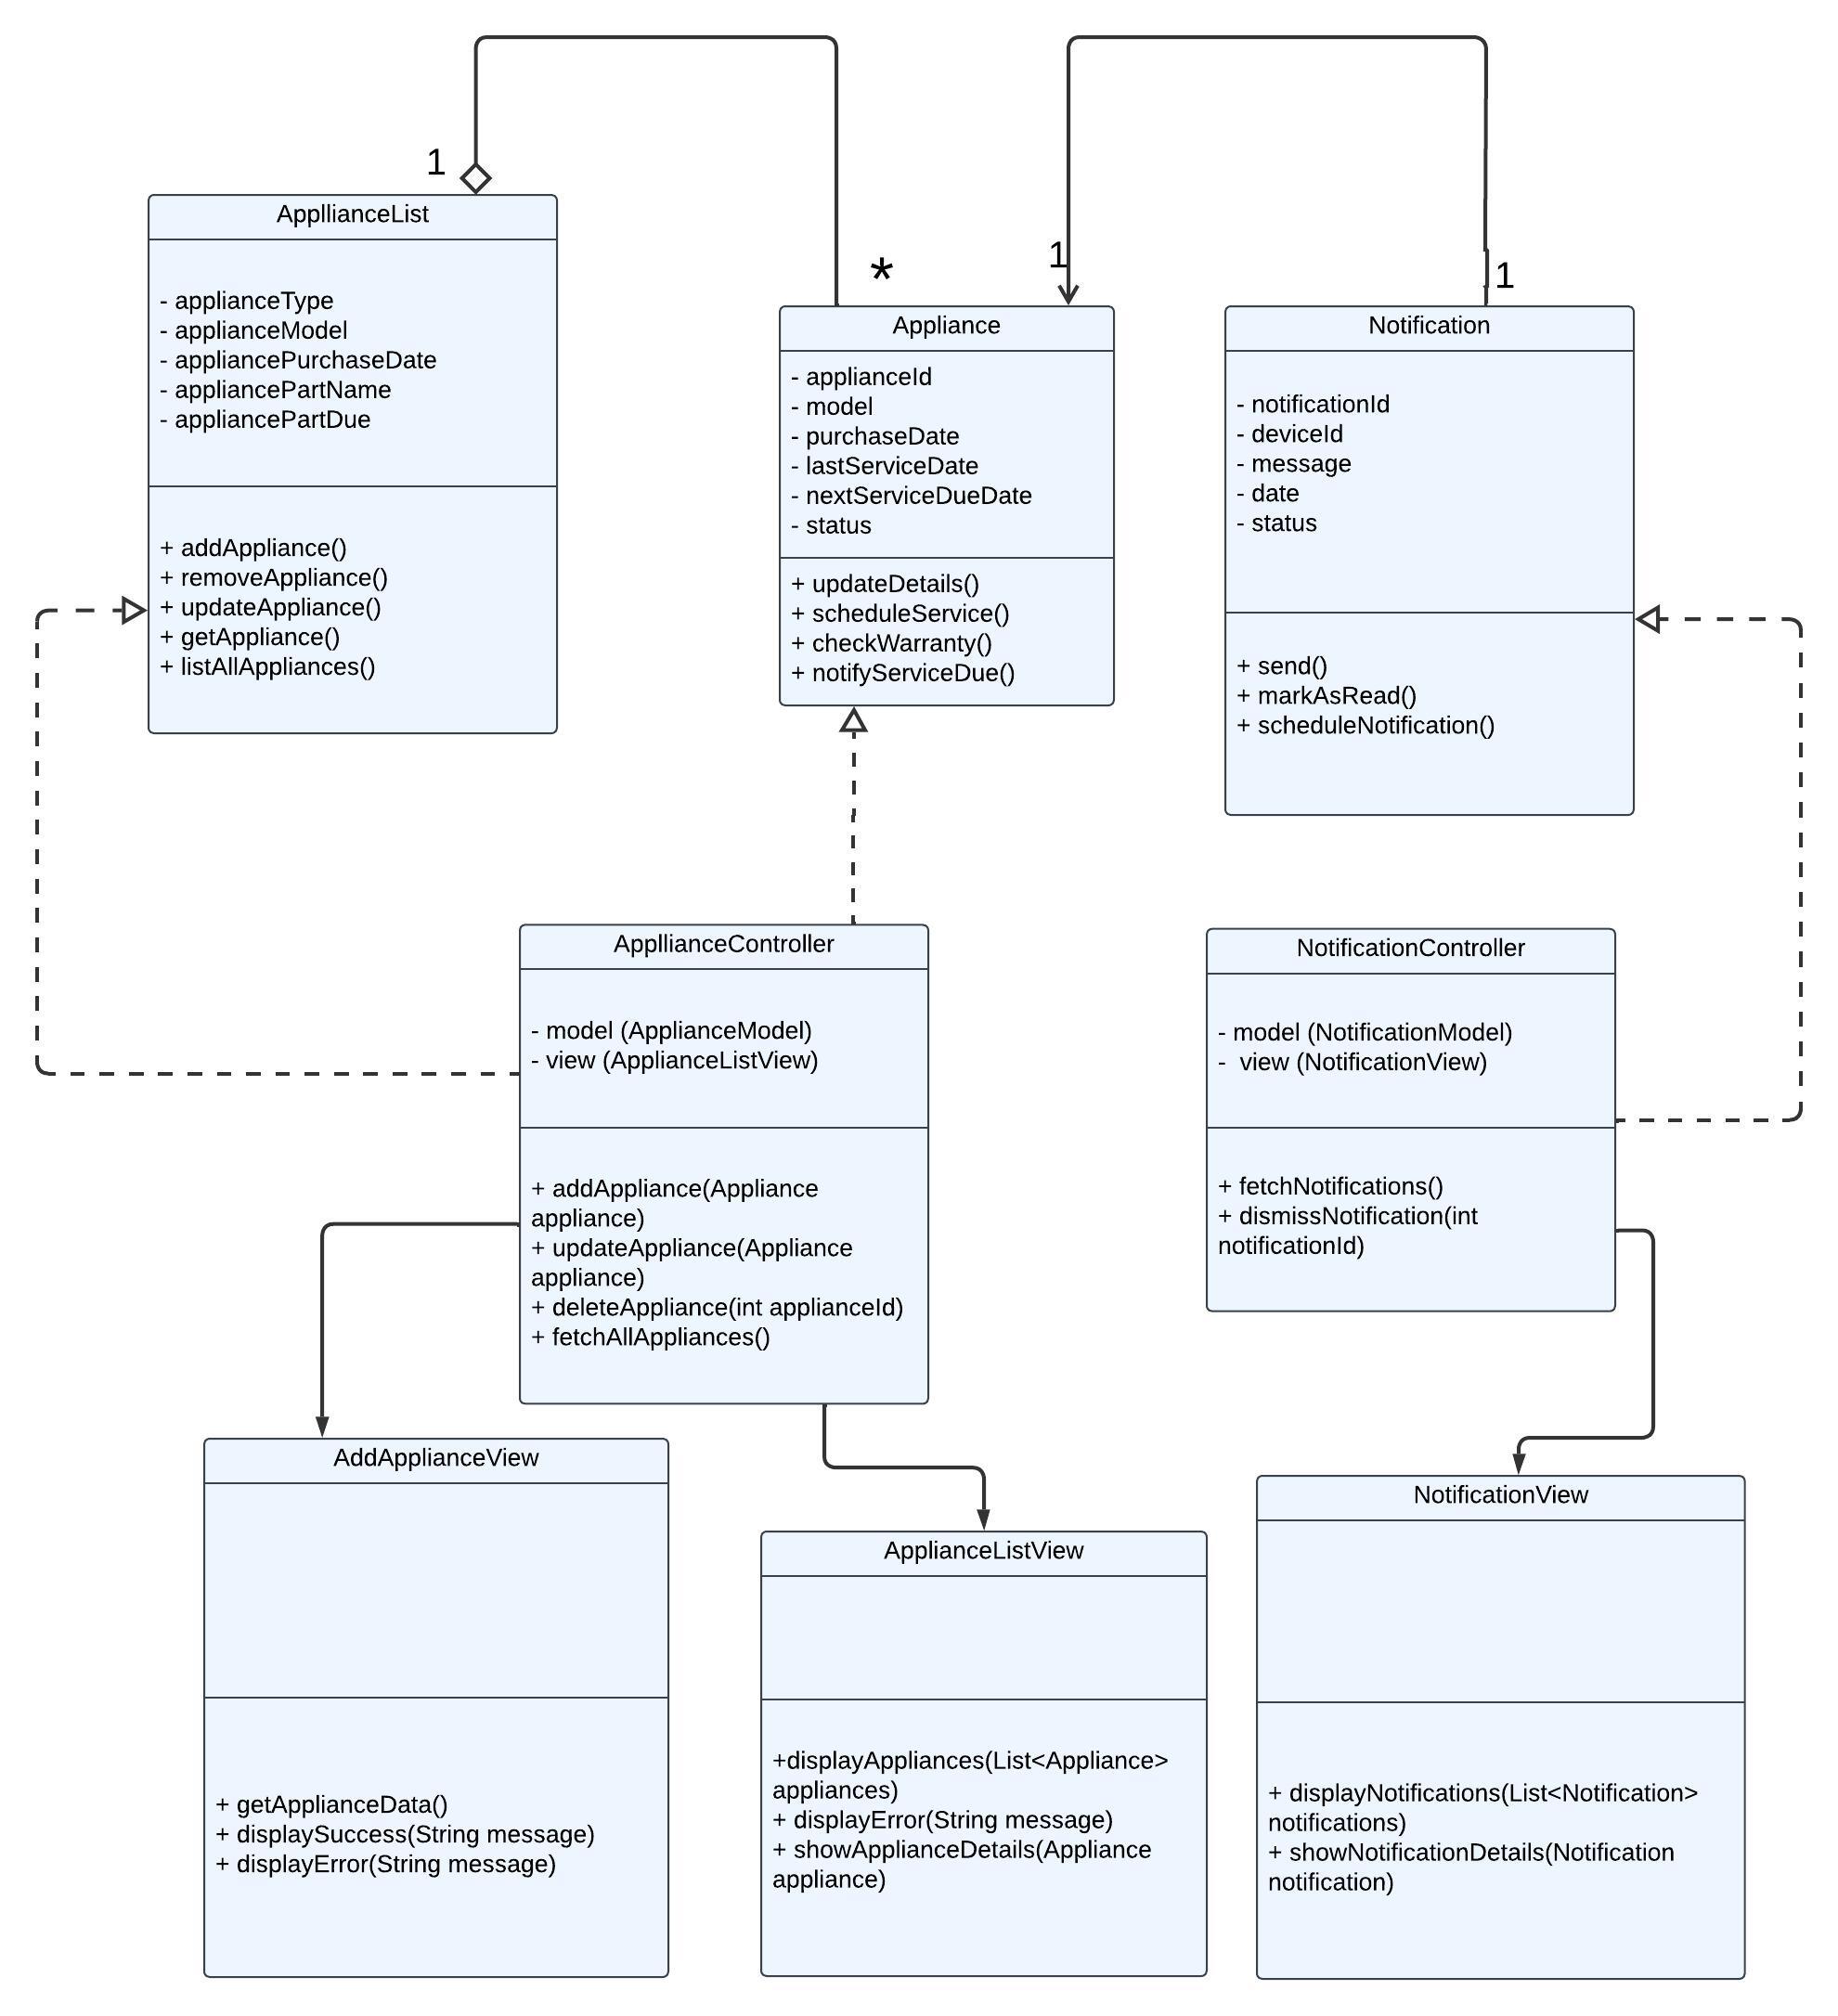 1
AppllianceList
- applianceType
- applianceModel
- appliancePurchaseDate
- appliancePartName
- appliancePartDue
+ addAppliance()
+ removeAppliance()
+ updateAppliance()
+ getAppliance()
+ listAllAppliances()
*
1
Appliance
- applianceId
- model
- purchaseDate
- lastServiceDate
- nextServiceDueDate
- status
+ updateDetails()
+ scheduleService()
+ checkWarranty()
+ notifyServiceDue()
1
Notification
- notificationId
- deviceId
- message
- date
- status
+ send()
+ markAsRead()
+ scheduleNotification()
AppllianceController
- model (ApplianceModel)
- view (ApplianceListView)
+ addAppliance(Appliance
appliance)
+ updateAppliance(Appliance
appliance)
+ deleteAppliance(int applianceId)
+ fetchAllAppliances()
NotificationController
- model (NotificationModel)
-  view (NotificationView)
+ fetchNotifications()
+ dismissNotification(int
notificationId)
AddApplianceView
+ getApplianceData()
+ displaySuccess(String message)
+ displayError(String message)
ApplianceListView
+displayAppliances(List<Appliance>
appliances)
+ displayError(String message)
+ showApplianceDetails(Appliance
appliance)
NotificationView
+ displayNotifications(List<Notification>
notifications)
+ showNotificationDetails(Notification
notification)